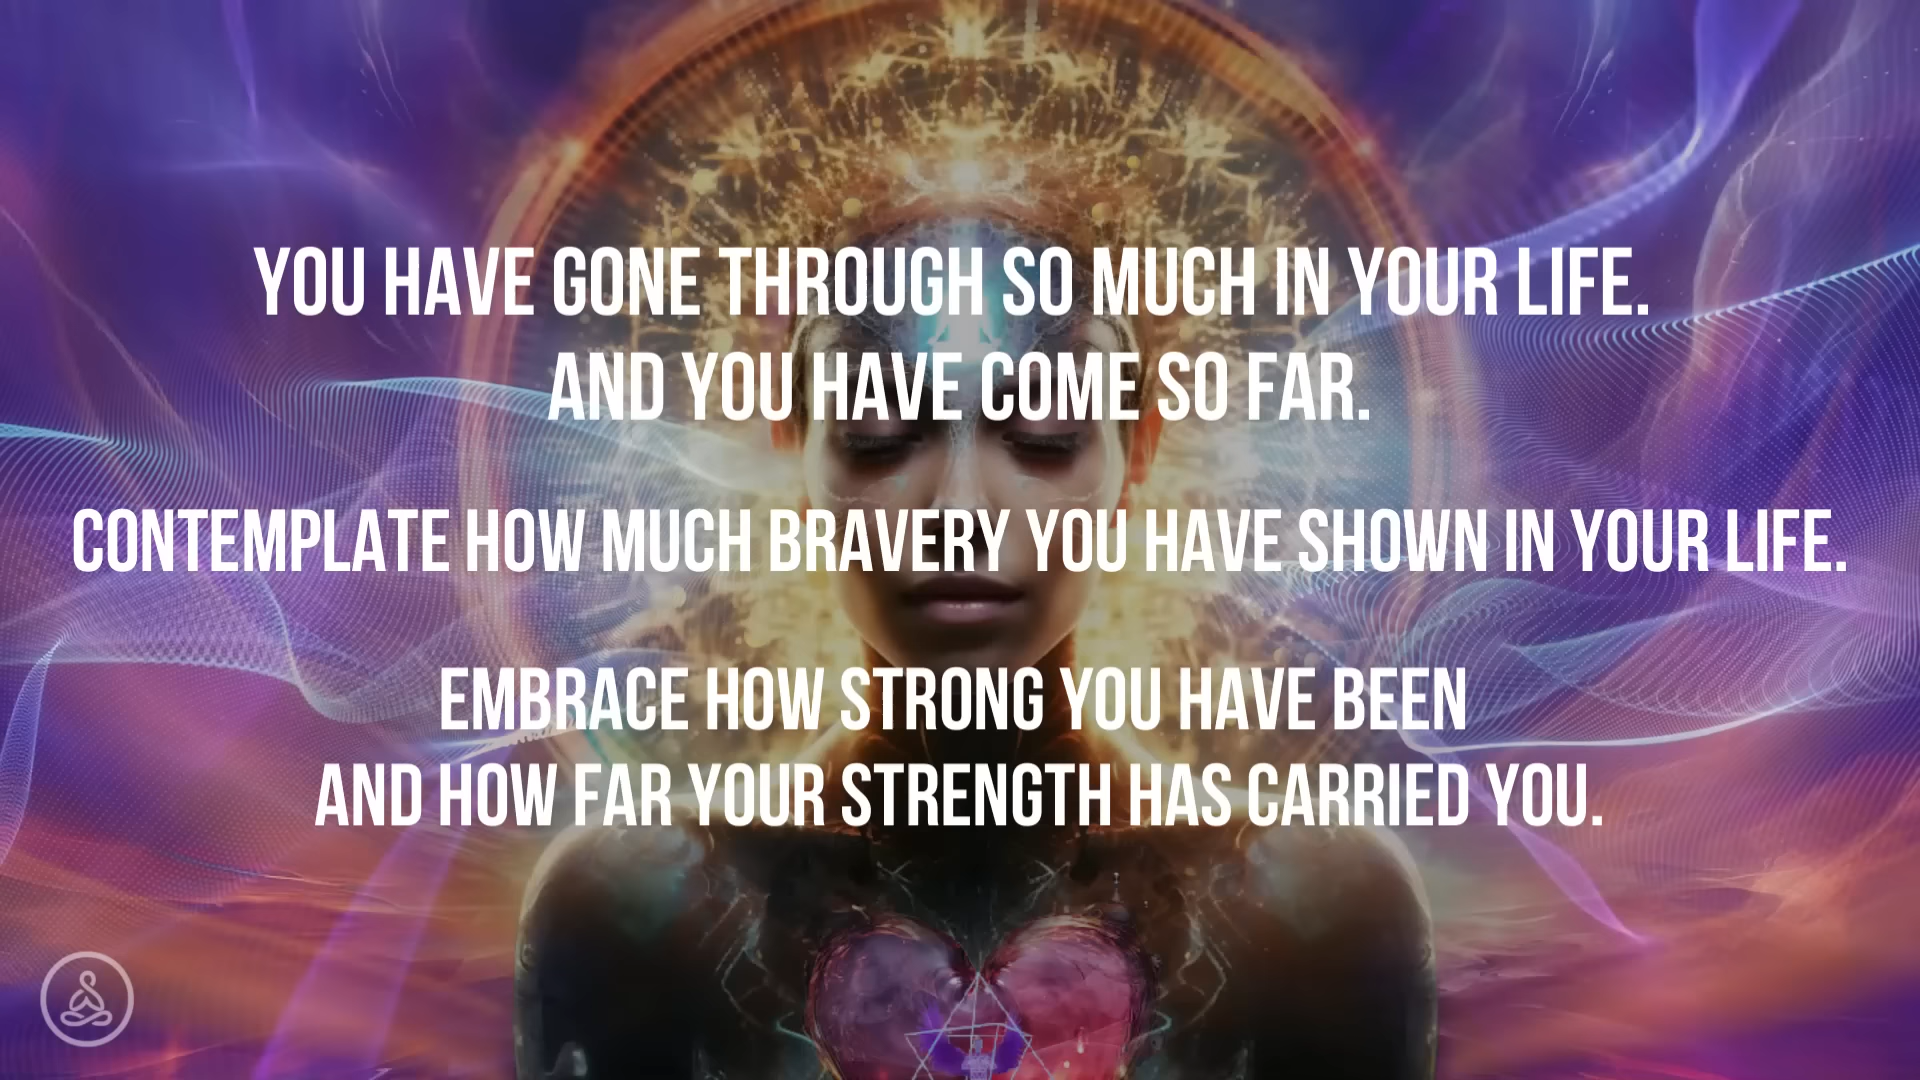 YOU HAVE GONE THROUGH SO MUCH IN YOUR LIFE.
AND YOU HAVE COME SO FAR.
CONTEMPLATE HOW MUCH BRAVERY YOU HAVE SHOWN IN YOUR LIFE.
EMBRACE HOW STRONG YOU HAVE BEEN
AND HOW FAR YOUR STRENGTH HAS CARRIED YOU.